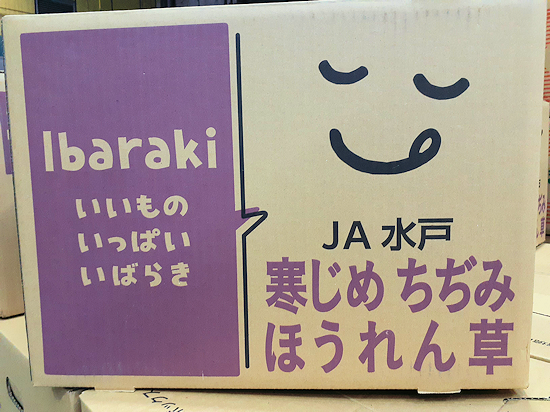 Ibaraki
いいもの
いっぱい
いばらき
JA 水戸
寒じめ ちぢみ
ほうれん草